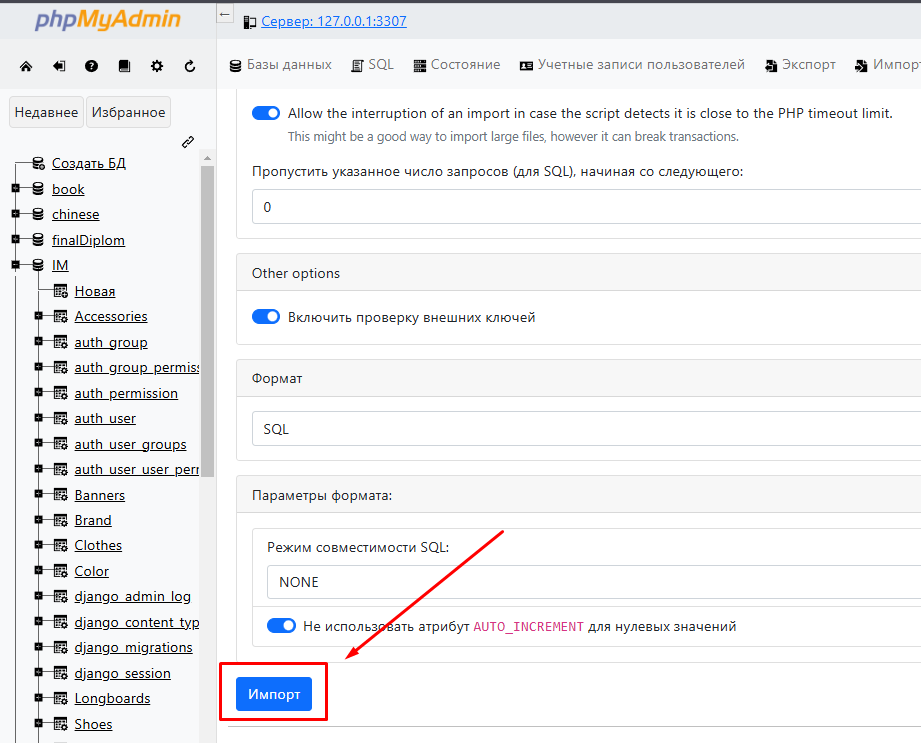 phpMyAdmin
Недавнее Избранное
Создать БД
book
chinese
finalDiplom
IM
Новая
Accessories
auth_group
auth_group_permiss
auth_permission
auth_user
auth_user_groups
auth_user_user_perr
Banners
Brand
Clothes
Color
django_admin_log
django_content_typ
django_migrations
django_session
Longboards
Shoes
Сервер: 127.0.0.1:3307
Базы данных SQL Состояние Учетные записи пользователей Экспорт Импорт
Allow the interruption of an import in case the script detects it is close to the PHP timeout limit.
This might be a good way to import large files, however it can break transactions.
Пропустить указанное число запросов (для SQL), начиная со следующего:
0
Other options
Включить проверку внешних ключей
Формат
SQL
Параметры формата:
Режим совместимости SQL:
NONE
Не использовать атрибут AUTO_INCREMENT для нулевых значений
Импорт